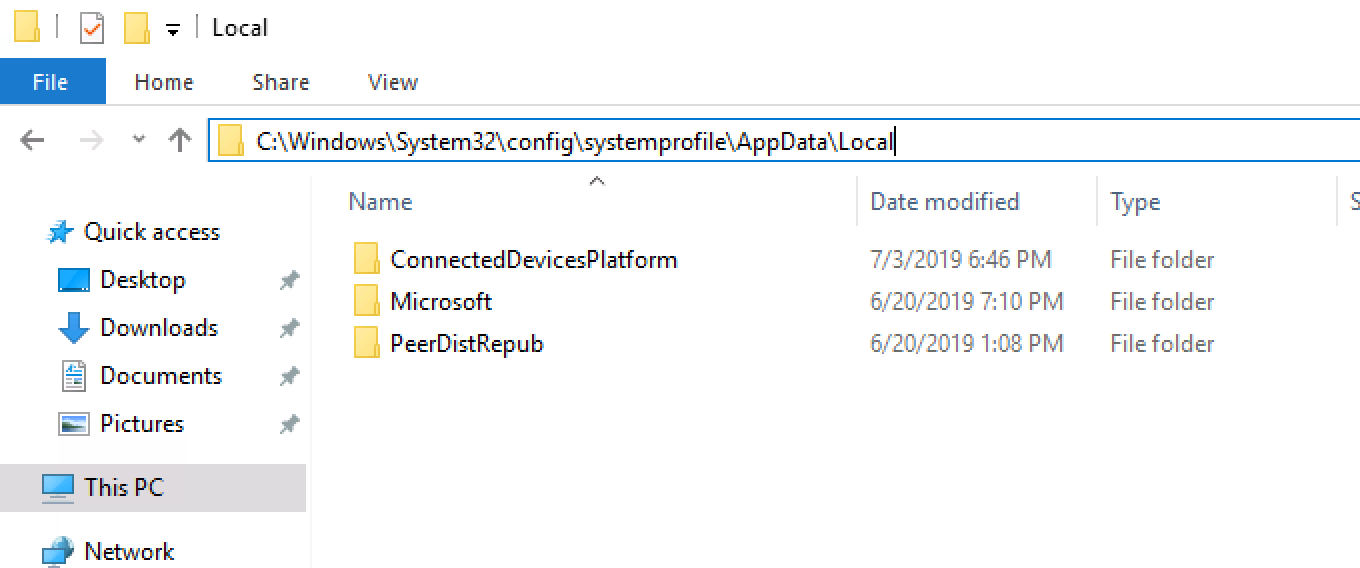 Local
File Home Share View
C:\Windows\System32\config\systemprofile\AppData\Local
Name Date modified Type S
Quick access
ConnectedDevicesPlatform 7/3/2019 6:46 PM File folder
Desktop
Microsoft 6/20/2019 7:10 PM File folder
Downloads
PeerDistRepub 6/20/2019 1:08 PM File folder
Documents
Pictures
This PC
Network